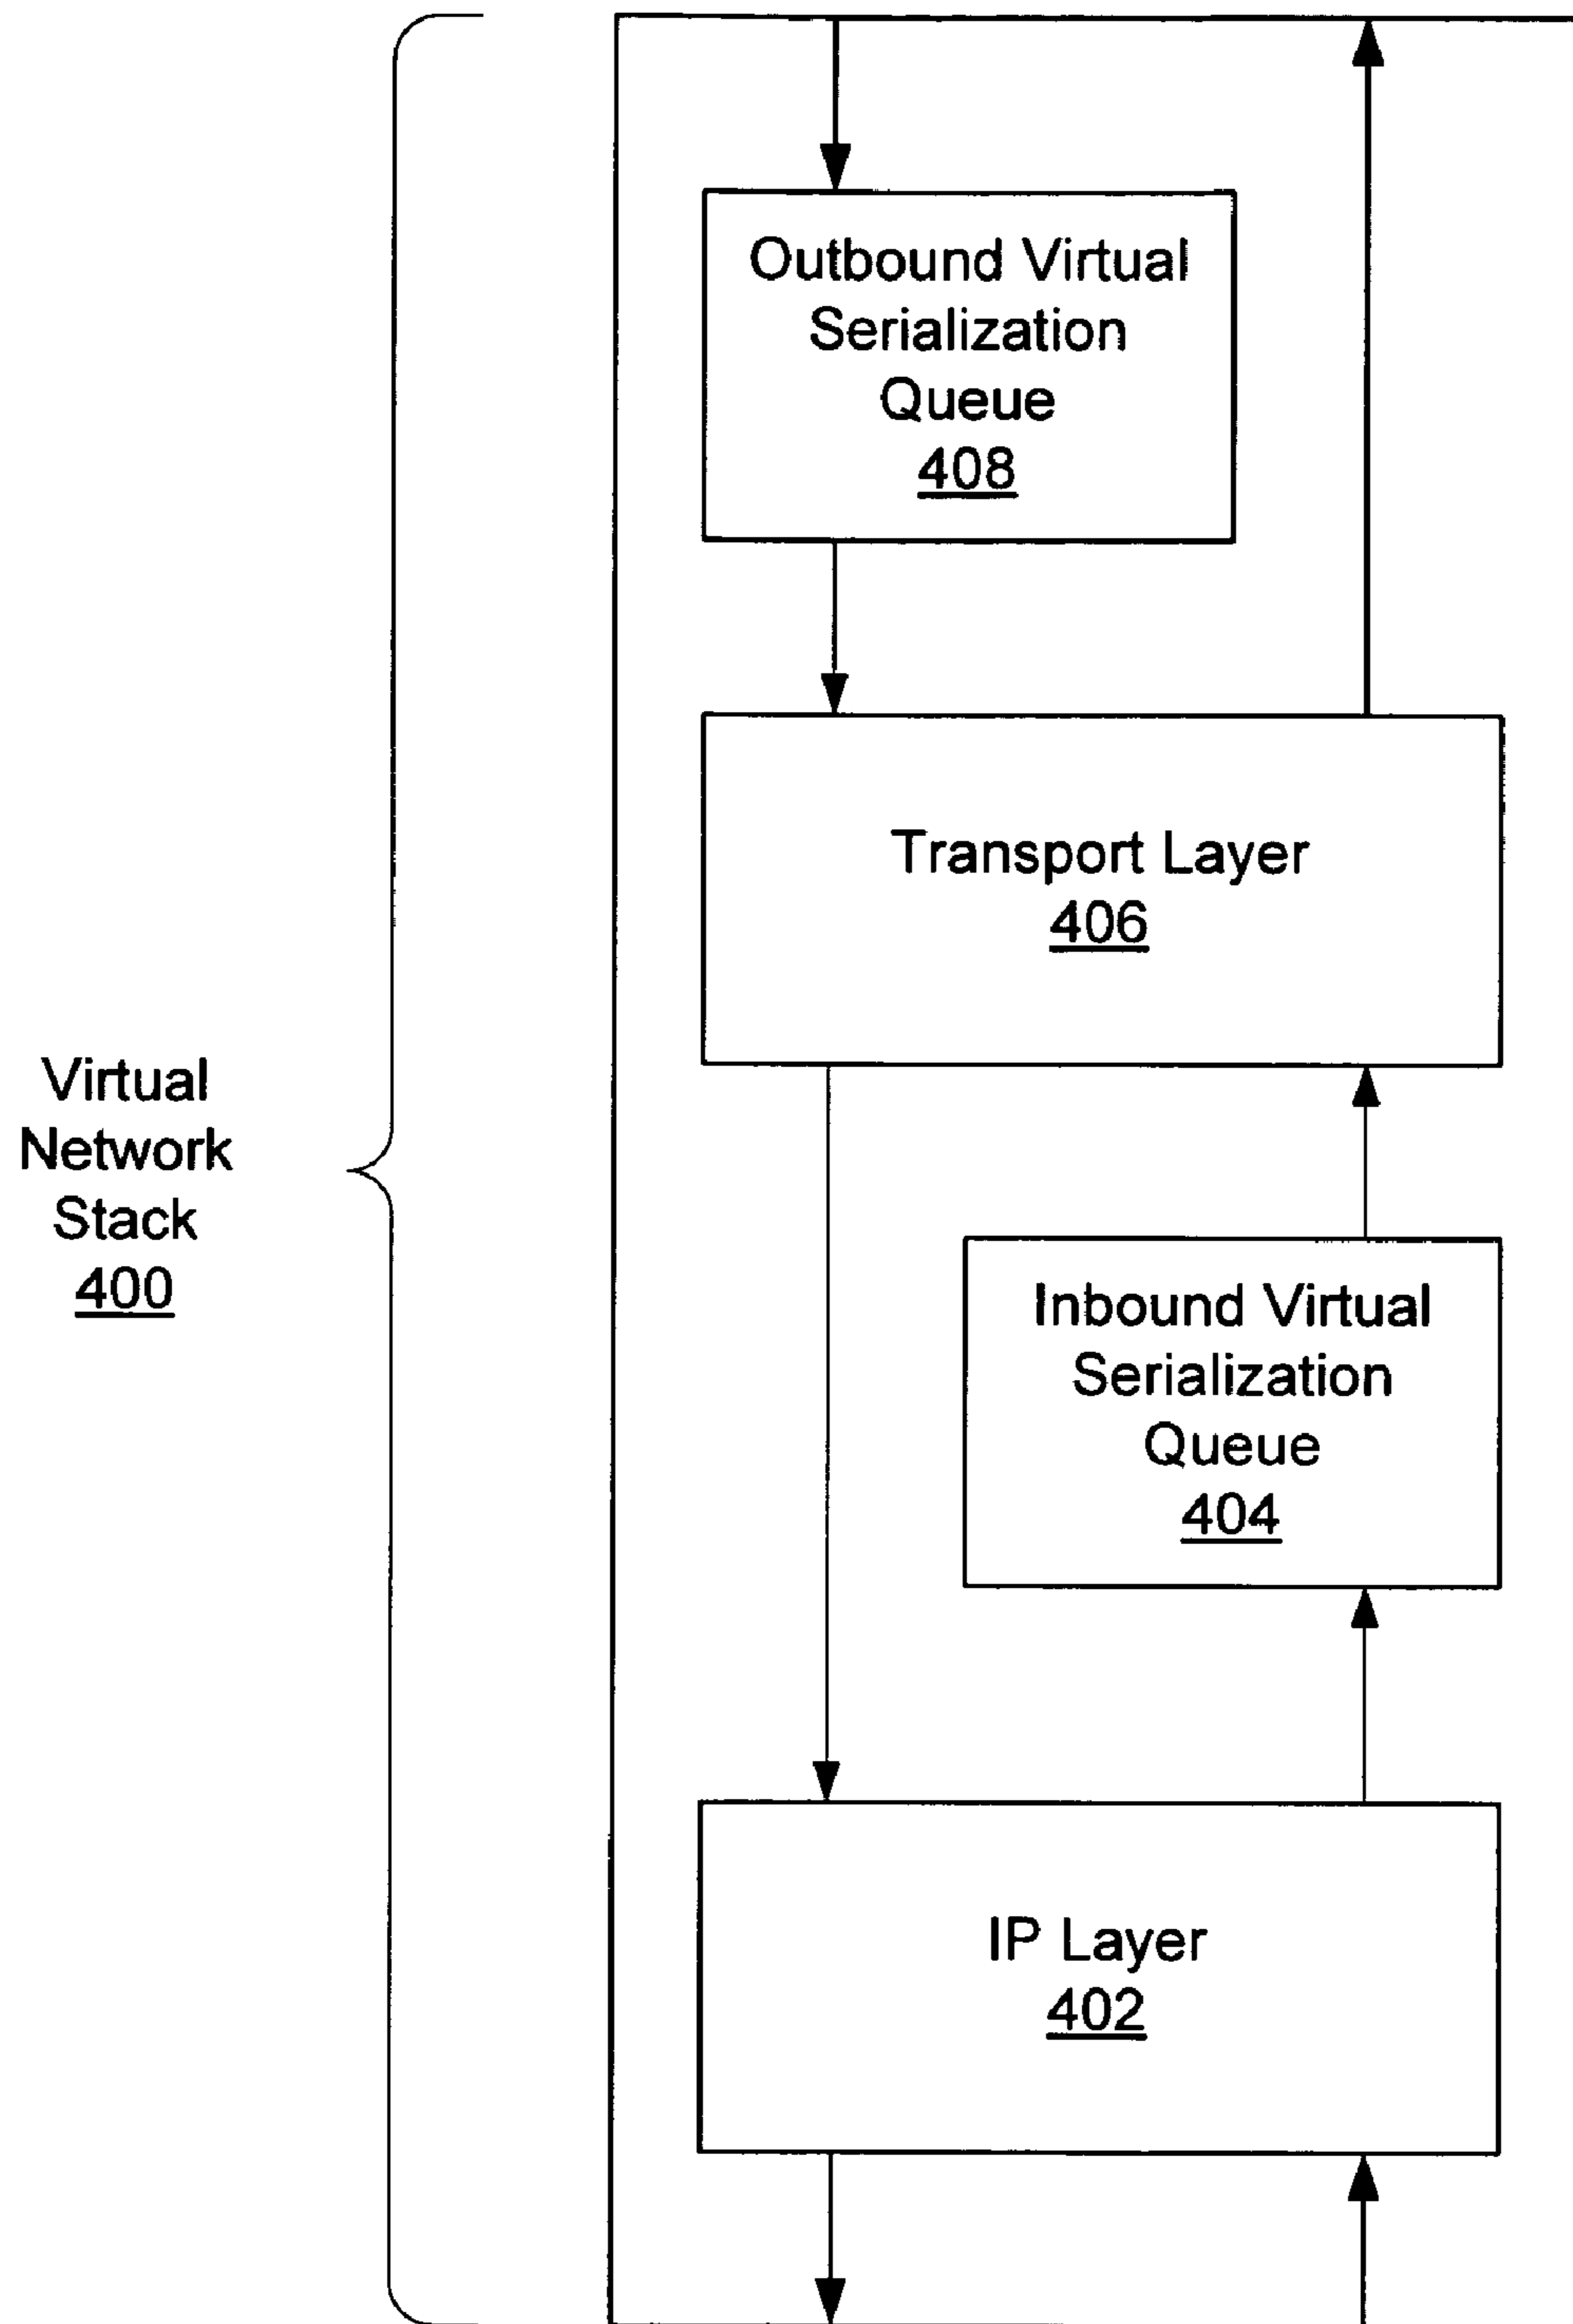 Outbound Virtual
Serialization
Queue
408
Transport Layer
406
Virtual
Network
Stack
400
Inbound Virtual
Serialization
Queue
404
IP Layer
402